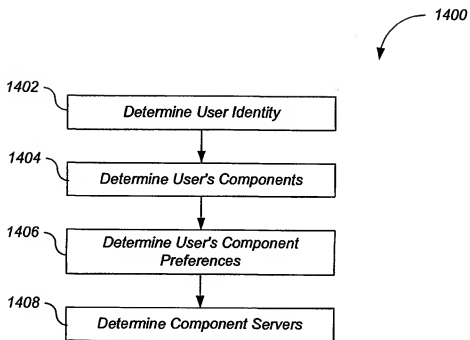 1400
1402
Determine User Identity
1404
Determine User's Components
1406
Determine User's Component
Preferences
1408
Determine Component Servers